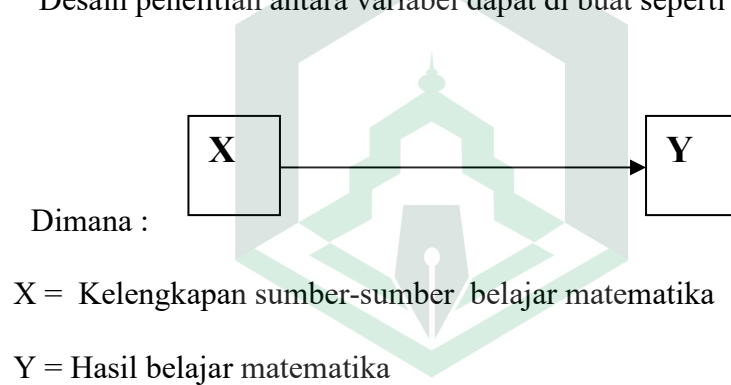 Desain penelitian antara variabel dapat di buat seperti
X Y
Dimana :
X = Kelengkapan sumber-sumber belajar matematika
Y = Hasil belajar matematika